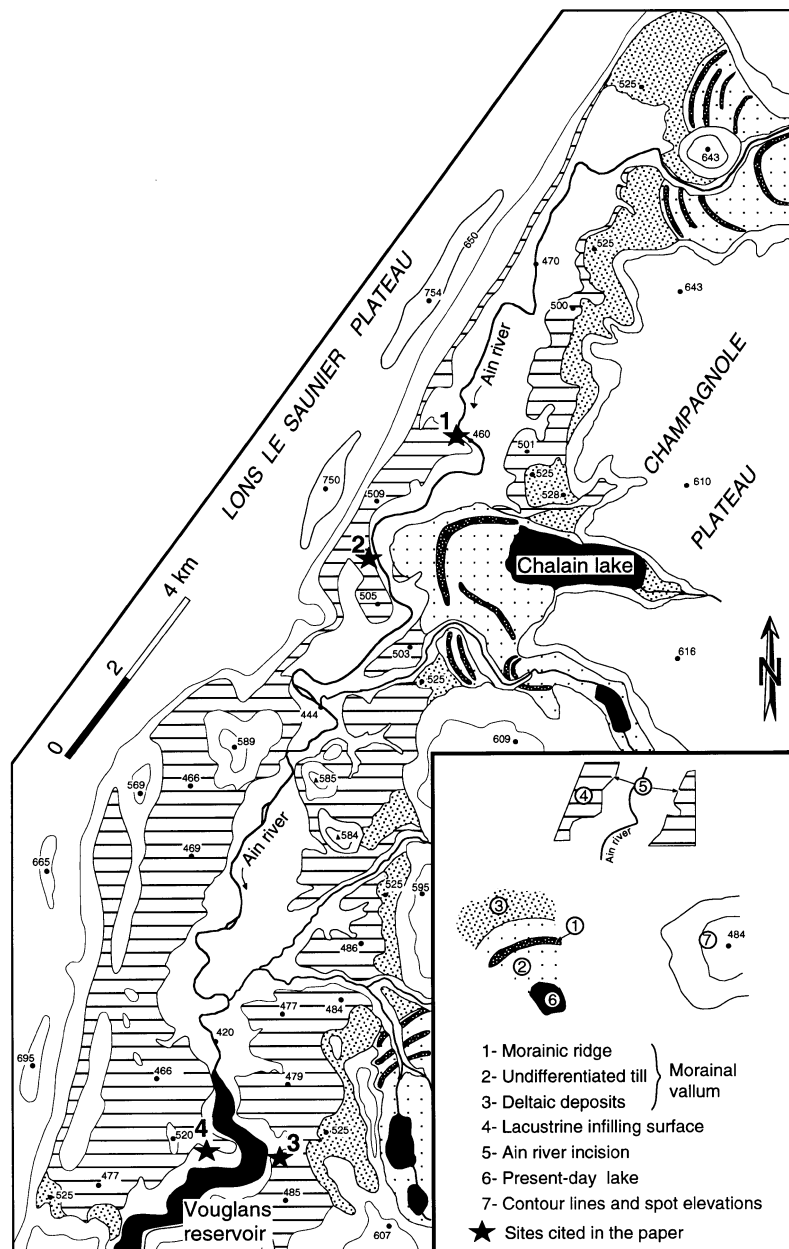 525
643
650
LONS LE SAUNIER PLATEAU
754
470
525
643
500
Ain river
CHAMPAGNOLE
PLATEAU
1
460
501
525
528
610
750
509
2
Chalain lake
505
4 km
2
0
503
525
616
N
444
589
609
466
585
569
584
Ain river
469
665
525
595
486
477
484
420
695
466
479
520
4
3
525
477
525
485
Vouglans
reservoir
607
4
5
Ain river
3
1
2
6
7
484
1- Morainic ridge
2- Undifferentiated till
3- Deltaic deposits
Morainal
vallum
4- Lacustrine infilling surface
5- Ain river incision
6- Present-day lake
7- Contour lines and spot elevations
Sites cited in the paper